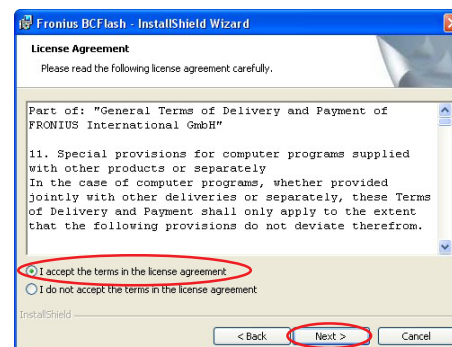 Fronius BCFlash - InstallShield Wizard
License Agreement
Please read the following license agreement carefully.
Part of: "General Terms of Delivery and Payment of
FRONIUS International GmbH"
11. Special provisions for computer programs supplied
with other products or separately
In the case of computer programs, whether provided
jointly with other deliveries or separately, these Terms
of Delivery and Payment shall only apply to the extent
that the following provisions do not deviate therefrom.
I accept the terms in the license agreement
I do not accept the terms in the license agreement
InstallShield
< Back Next > Cancel